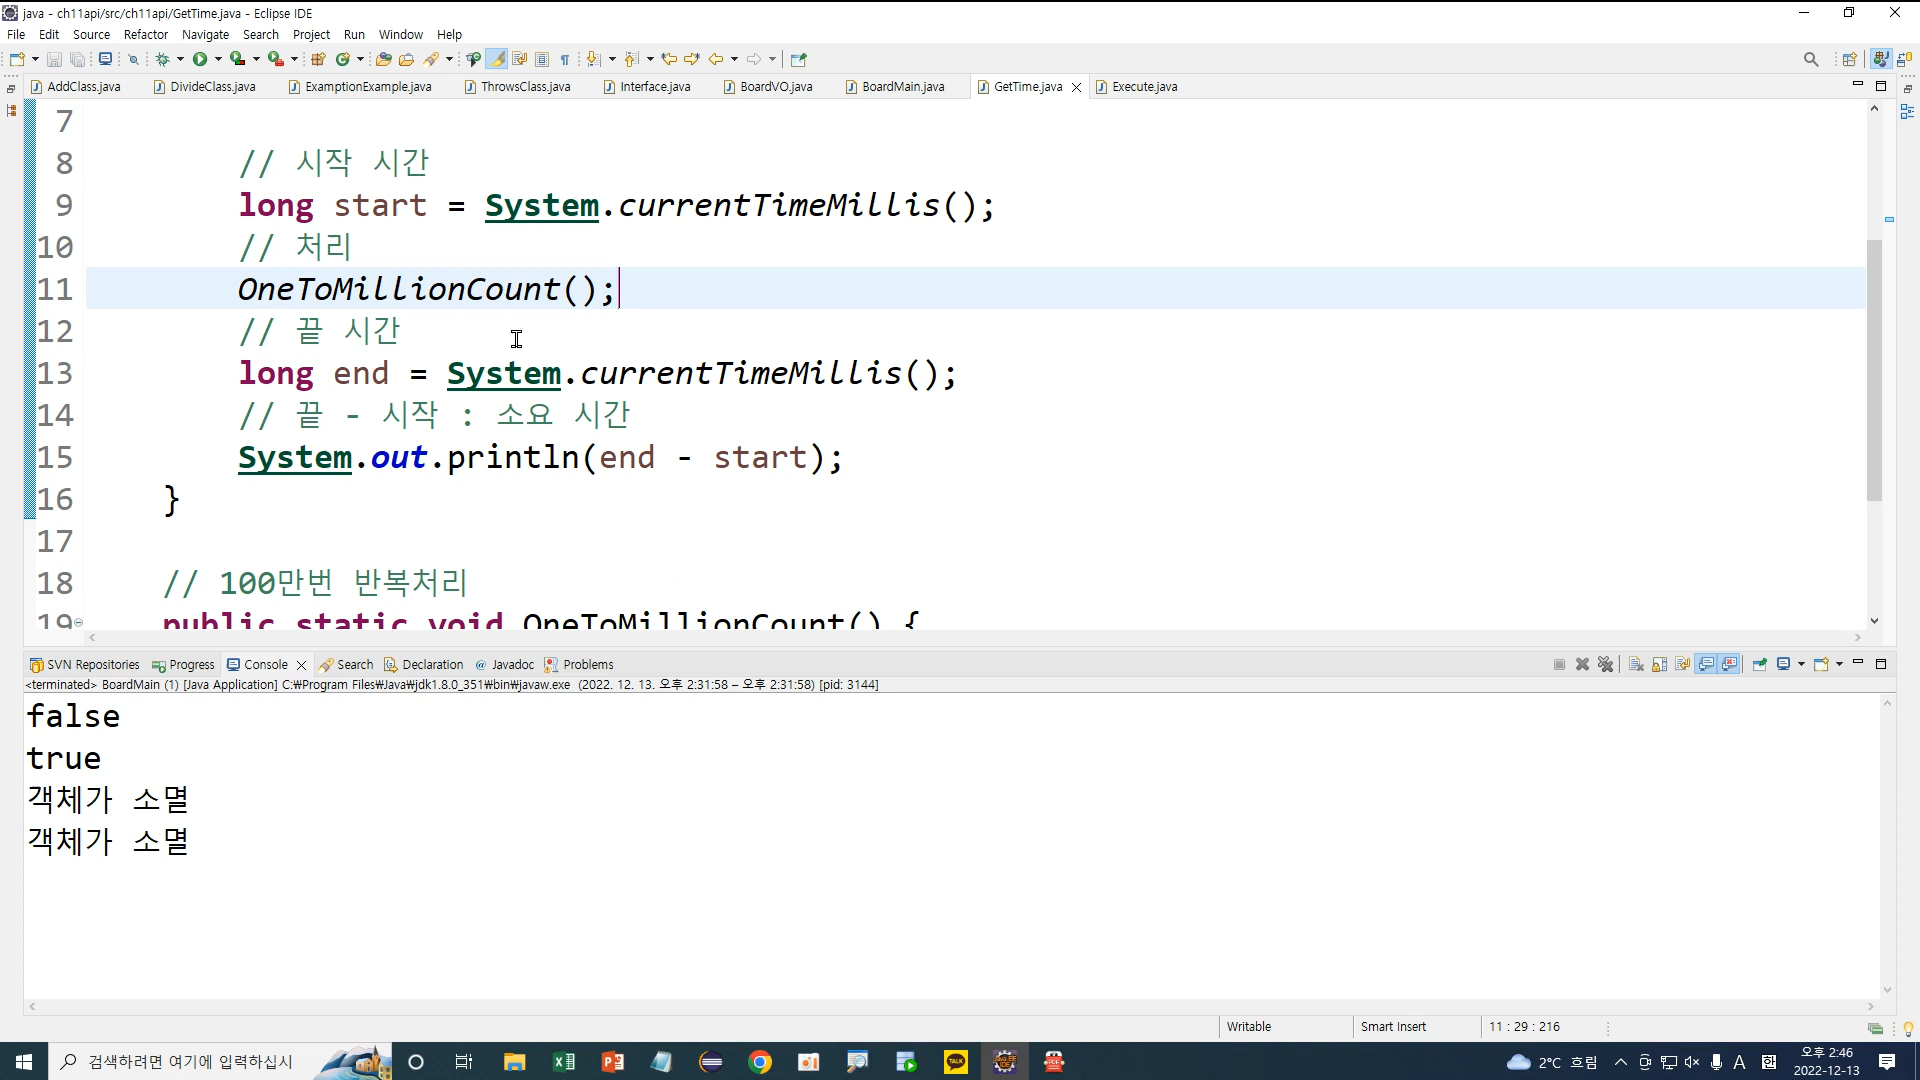 java - ch11api/src/ch11api/GetTime.java - Eclipse IDE
File Edit Source Refactor Navigate Search Project Run Window Help
AddClass.java DivideClass.java ExamptionExample.java ThrowsClass.java Interface.java BoardVO.java BoardMain.java GetTime.java Execute.java
7
8 // 시작 시간
9 long start = System.currentTimeMillis();
10 // 처리
11 OneToMillionCount();
12 // 끝 시간
13 long end = System.currentTimeMillis();
14 // 끝 - 시작 : 소요 시간
15 System.out.println(end - start);
16 }
17
18 // 100만번 반복처리
19 public static void OneToMillionCount() {
SVN Repositories Progress Console Search Declaration @ Javadoc Problems
<terminated> BoardMain (1) [Java Application] C:₩Program Files₩Java₩jdk1.8.0_351₩bin₩javaw.exe (2022. 12. 13. 오후 2:31:58 – 오후 2:31:58) [pid: 3144]
false
true
객체가 소멸
객체가 소멸
Writable Smart Insert 11 : 29 : 216
검색하려면 여기에 입력하십시 TALK 2°C 흐림 A 한 오후 2:46
2022-12-13